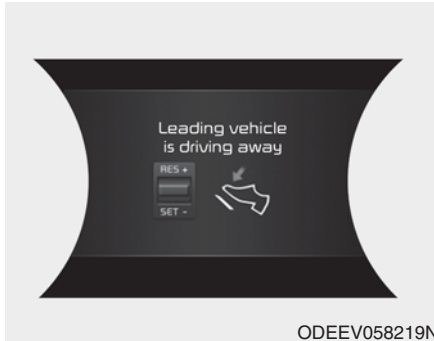 Leading vehicle
is driving away
RES +
SET -
ODEEV058219N